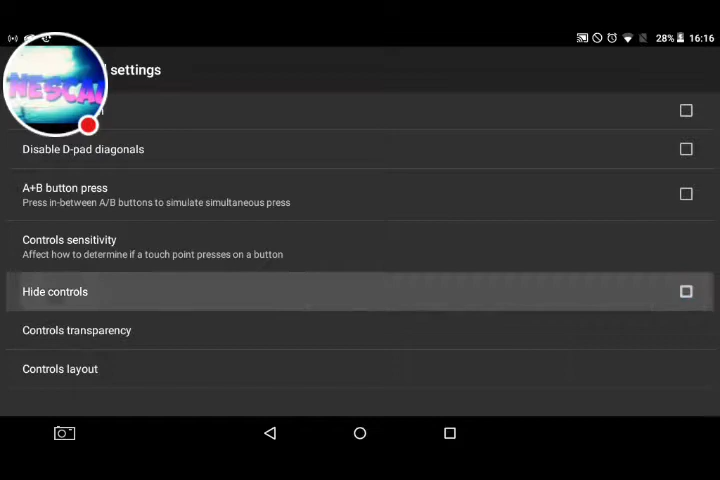 28% 16:16
settings
NESCA
Disable D-pad diagonals
A+B button press
Press in-between A/B buttons to simulate simultaneous press
Controls sensitivity
Affect how to determine if a touch point presses on a button
Hide controls
Controls transparency
Controls layout